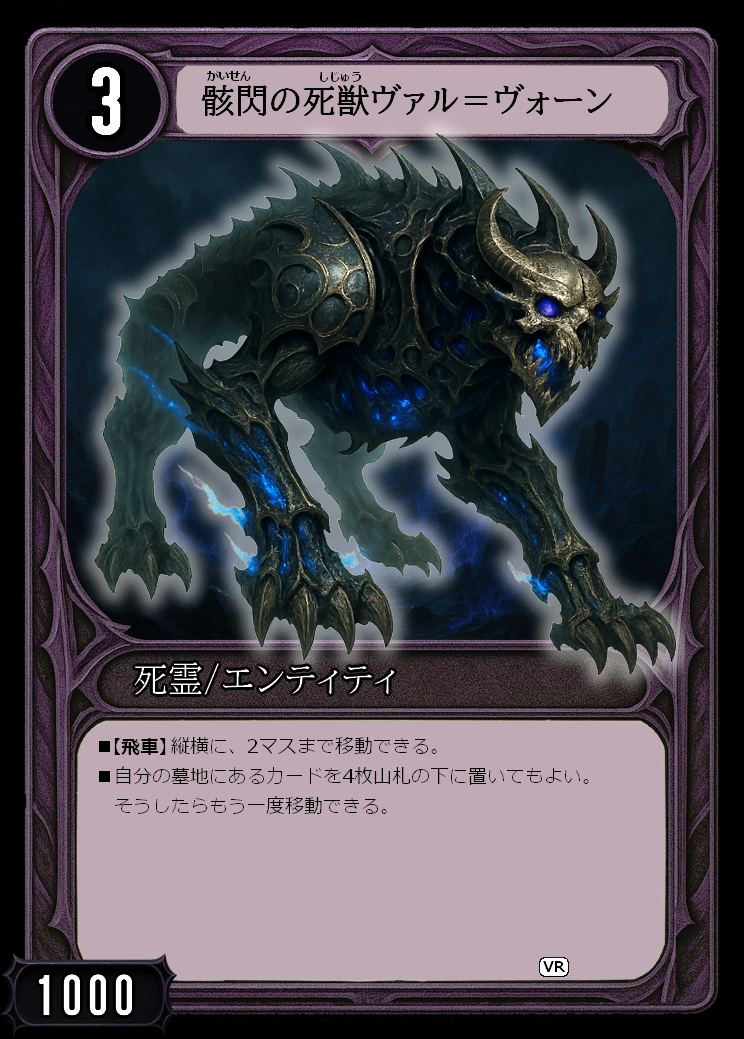 3
かいせん しじゅう
骸閃の死獣ヴァル＝ヴォーン
死霊/エンティティ
■【飛車】縦横に、2マスまで移動できる。
■自分の墓地にあるカードを4枚山札の下に置いてもよい。
そうしたらもう一度移動できる。
VR
1000